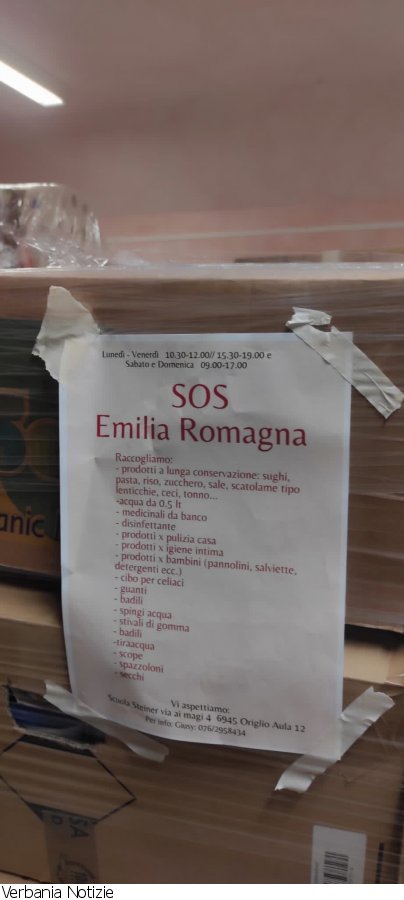 Lunedì - Venerdì 10.30-12.00// 15.30-19.00 e
Sabato e Domenica 09.00-17.00
SOS
Emilia Romagna
Raccogliamo:
- prodotti a lunga conservazione: sughi,
pasta, riso, zucchero, sale, scatolame tipo
lenticchie, ceci, tonno...
-acqua da 0.5 lt
- medicinali da banco
- disinfettante
- prodotti x pulizia casa
- prodotti x igiene intima
- prodotti x bambini (pannolini, salviette,
detergenti ecc.)
- cibo per celiaci
- guanti
- badili
- spingi acqua
- stivali di gomma
- badili
-tiraacqua
- scope
- spazzoloni
- secchi
Vi aspettiamo:
Scuola Steiner via ai magi 4 6945 Origlio Aula 12
Per info: Giusy: 076/2958434
Verbania Notizie